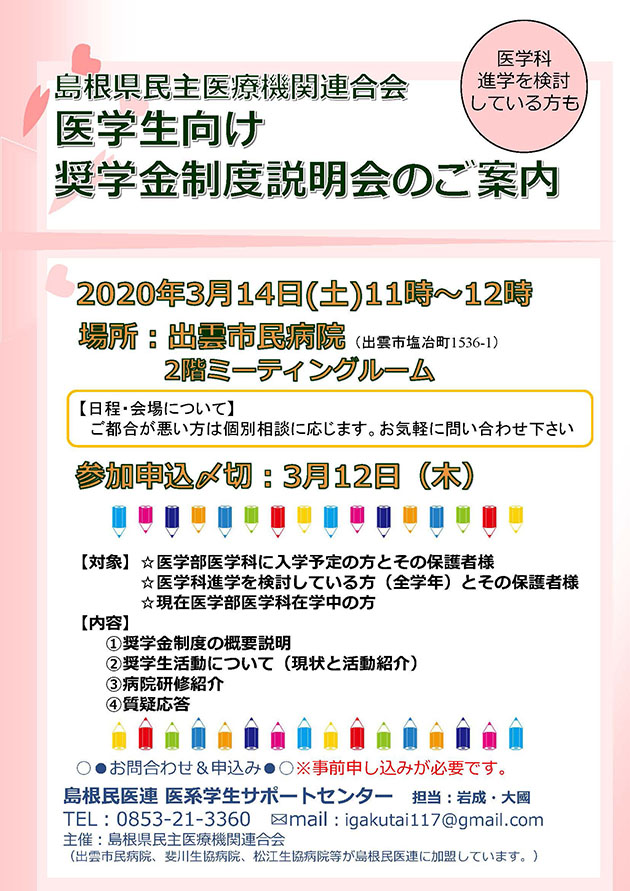 医学科
進学を検討
している方も
島根県民主医療機関連合会
医学生向け
奨学金制度説明会のご案内
2020年3月14日(土)11時～12時
場所：出雲市民病院（出雲市塩冶町1536-1）
2階ミーティングルーム
【日程・会場について】
ご都合が悪い方は個別相談に応じます。お気軽に問い合わせ下さい
参加申込〆切：3月12日（木）
【対象】☆医学部医学科に入学予定の方とその保護者様
☆医学科進学を検討している方（全学年）とその保護者様
☆現在医学部医学科在学中の方
【内容】
①奨学金制度の概要説明
②奨学生活動について（現状と活動紹介）
③病院研修紹介
④質疑応答
○●お問合わせ＆申込み●○※事前申し込みが必要です。
島根民医連 医系学生サポートセンター 担当：岩成・大國
TEL：0853-21-3360 ✉mail：igakutai117@gmail.com
主催：島根県民主医療機関連合会
（出雲市民病院、斐川生協病院、松江生協病院等が島根民医連に加盟しています。）